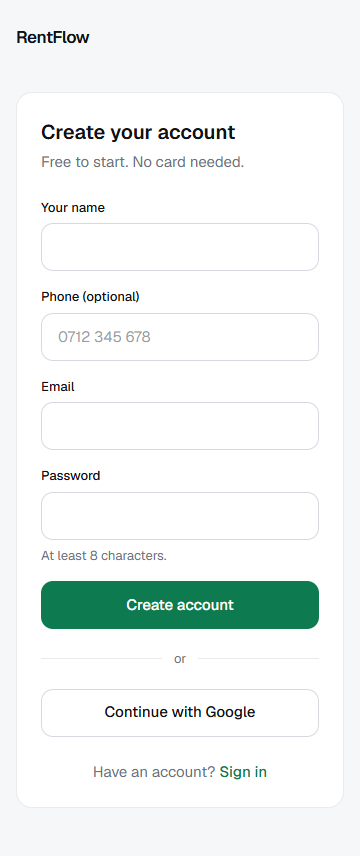 RentFlow
Create your account
Free to start. No card needed.
Your name
Phone (optional)
0712 345 678
Email
Password
At least 8 characters.
Create account
or
Continue with Google
Have an account? Sign in